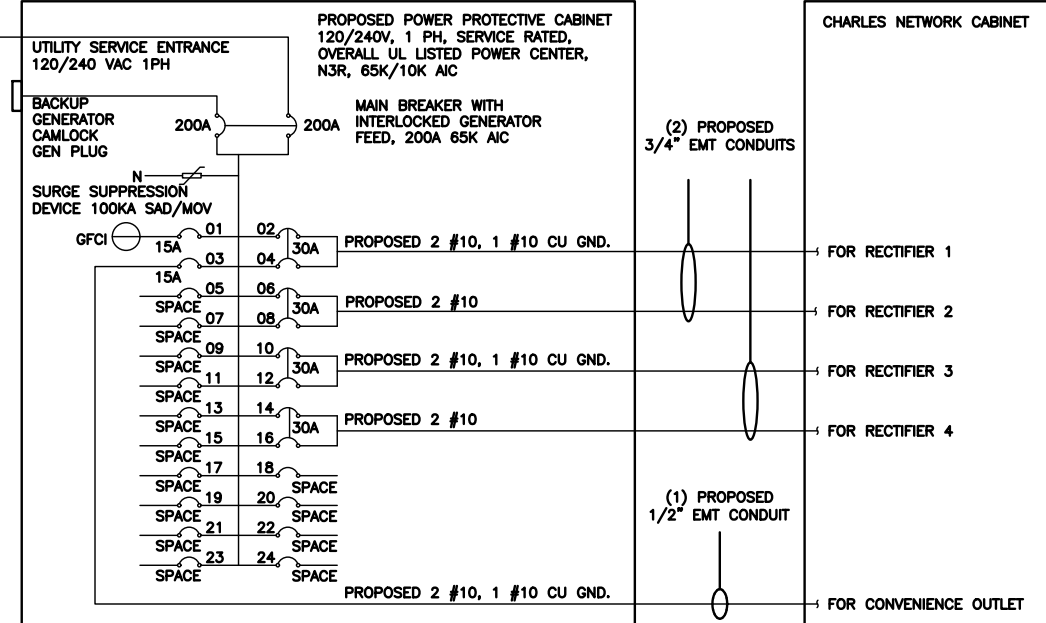 PROPOSED POWER PROTECTIVE CABINET
120/240V, 1 PH, SERVICE RATED,
OVERALL UL LISTED POWER CENTER,
N3R, 65K/10K AIC
CHARLES NETWORK CABINET
UTILITY SERVICE ENTRANCE
120/240 VAC 1PH
BACKUP
GENERATOR
CAMLOCK
GEN PLUG
200A
200A
MAIN BREAKER WITH
INTERLOCKED GENERATOR
FEED, 200A 65K AIC
(2) PROPOSED
3/4" EMT CONDUITS
N
SURGE SUPPRESSION
DEVICE 100KA SAD/MOV
GFCI
15A
01
02
30A
PROPOSED 2 #10, 1 #10 CU GND.
FOR RECTIFIER 1
15A
03
04
SPACE
05
06
30A
PROPOSED 2 #10
FOR RECTIFIER 2
SPACE
07
08
SPACE
09
10
30A
PROPOSED 2 #10, 1 #10 CU GND.
FOR RECTIFIER 3
SPACE
11
12
SPACE
13
14
30A
PROPOSED 2 #10
FOR RECTIFIER 4
SPACE
15
16
SPACE
17
18
SPACE
SPACE
19
20
SPACE
SPACE
21
22
SPACE
SPACE
23
24
SPACE
(1) PROPOSED
1/2" EMT CONDUIT
PROPOSED 2 #10, 1 #10 CU GND.
FOR CONVENIENCE OUTLET